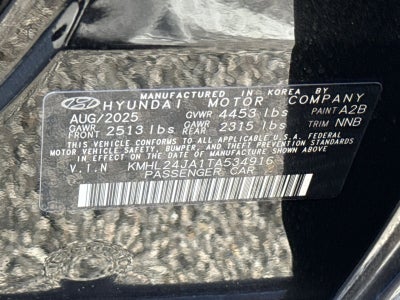 MANUFACTURED IN KOREA BY
HYUNDAI MOTOR COMPANY
AUG/2025 GVWR 4453 lbs PAINT A2B
GAWR FRONT 2513 lbs GAWR REAR 2315 lbs TRIM NNB
THIS VEHICLE CONFORMS TO ALL APPLICABLE U.S.A. FEDERAL
MOTOR VEHICLE SAFETY, BUMPER, AND THEFT PREVENTION STANDARDS
IN EFFECT ON THE DATE OF MANUFACTURE SHOWN ABOVE.
V.I.N KMHL24JA1TA534916
PASSENGER CAR